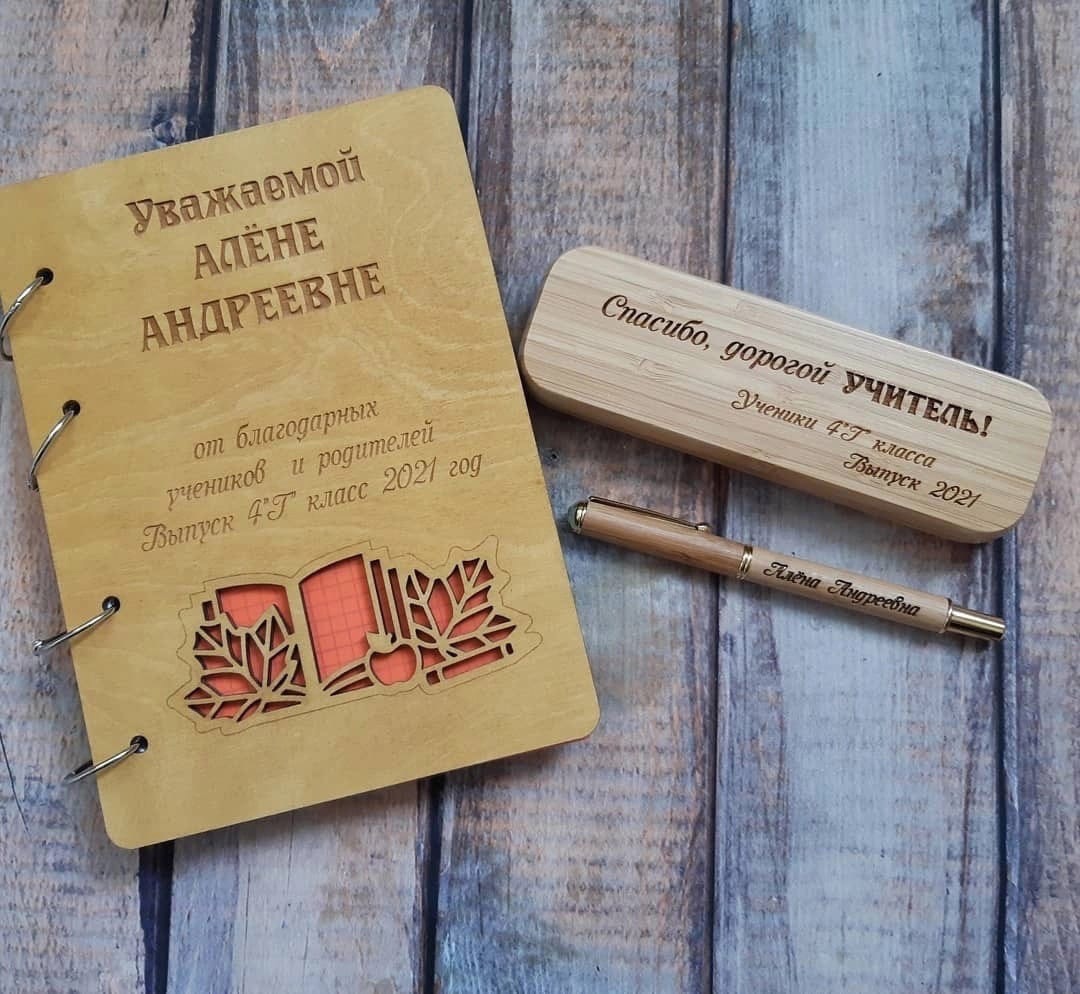 Уважаемой
АЛЁНЕ
АНДРЕЕВНЕ
от благодарных
учеников и родителей
Выпуск 4"Г" класс 2021 год
Спасибо, дорогой УЧИТЕЛЬ!
Ученики 4"Г" класса
Выпуск 2021
Алёна Андреевна